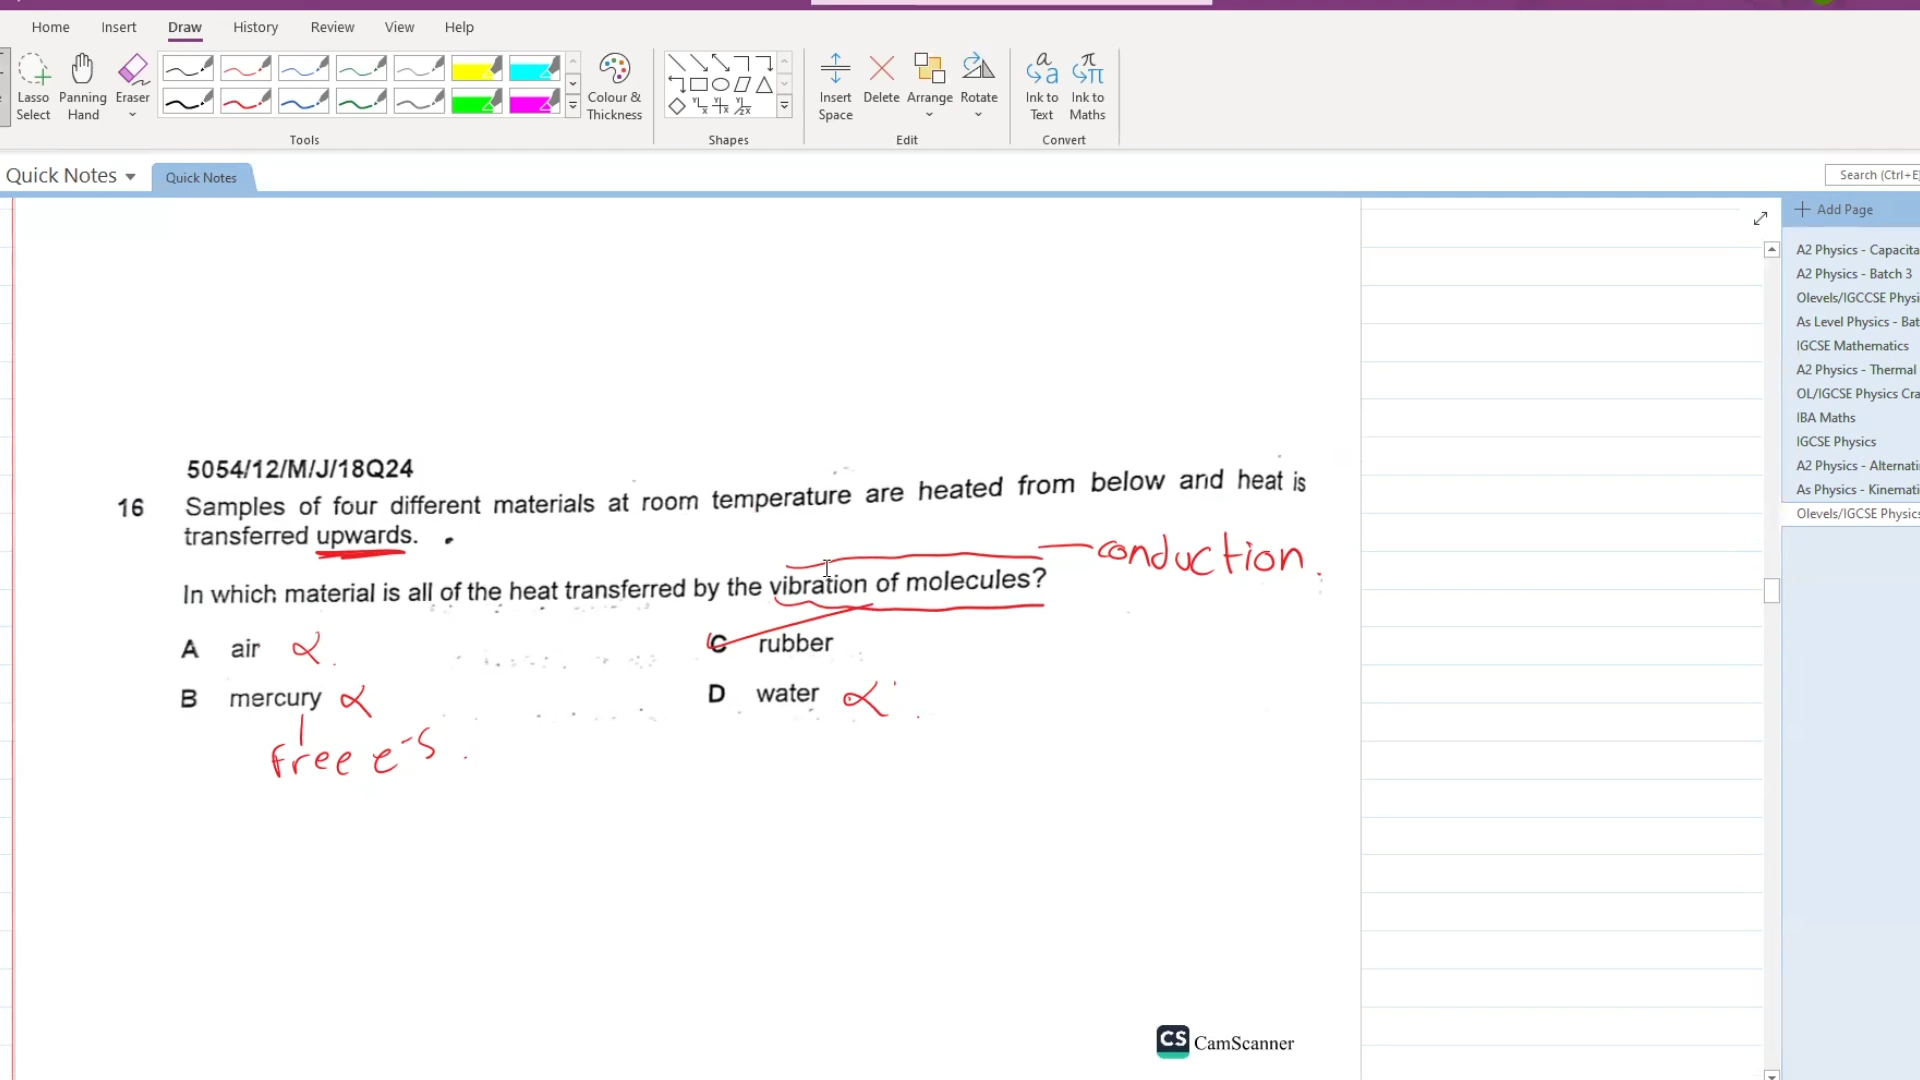 Home Insert Draw History Review View Help
Lasso Select
Panning Hand
Eraser
Colour & Thickness
Insert Space
Delete
Arrange
Rotate
Ink to Text
Ink to Maths
Tools
Shapes
Edit
Convert
Quick Notes
Quick Notes
Search (Ctrl+E
Add Page
A2 Physics - Capacita
A2 Physics - Batch 3
Olevels/IGCCSE Physi
As Level Physics - Bat
IGCSE Mathematics
A2 Physics - Thermal
OL/IGCSE Physics Cra
IBA Maths
IGCSE Physics
A2 Physics - Alternati
As Physics - Kinemati
Olevels/IGCSE Physics
5054/12/M/J/18Q24
16 Samples of four different materials at room temperature are heated from below and heat is
transferred upwards.
conduction.
In which material is all of the heat transferred by the vibration of molecules?
A air
C rubber
B mercury
D water
free e-s.
CS CamScanner